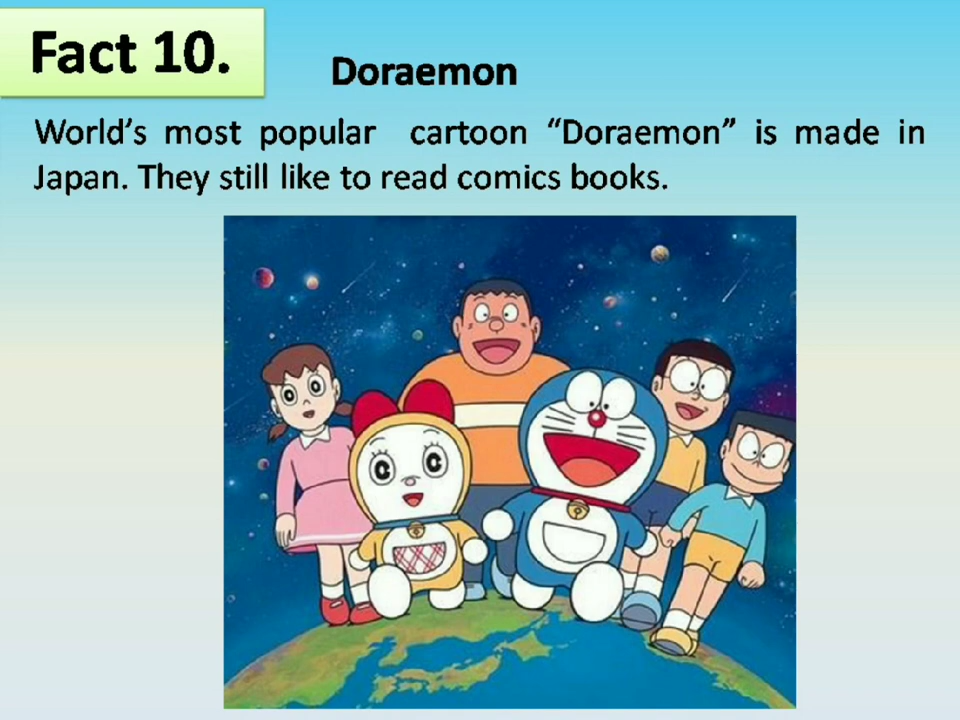 Fact 10.
Doraemon
World's most popular cartoon “Doraemon” is made in
Japan. They still like to read comics books.